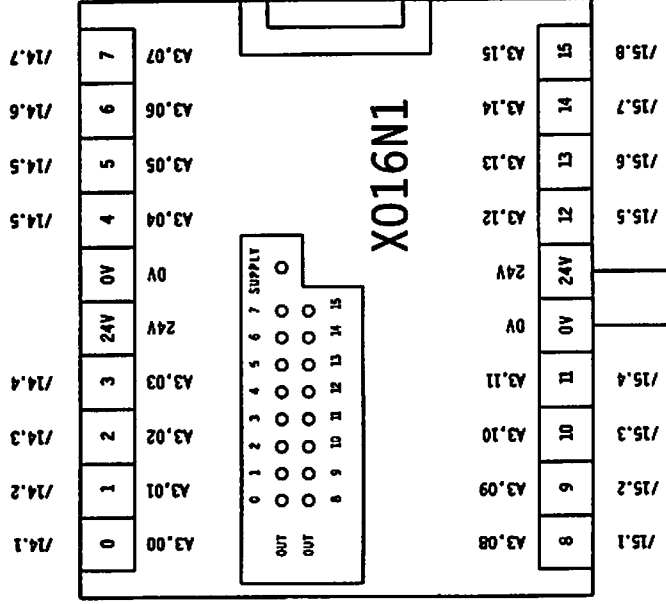 /14.7 7 A3,07
/14.6 6 A3,06
/14.5 5 A3,05
/14.5 4 A3,04
0V 0V
24V 24V
/14.4 3 A3,03
/14.3 2 A3,02
/14.2 1 A3,01
/14.1 0 A3,00
XO16N1
SUPPLY
OUT 0 1 2 3 4 5 6 7
OUT 8 9 10 11 12 13 14 15
A3,15 15 /15.8
A3,14 14 /15.7
A3,13 13 /15.6
A3,12 12 /15.5
24V 24V
0V 0V
A3,11 11 /15.4
A3,10 10 /15.3
A3,09 9 /15.2
A3,08 8 /15.1